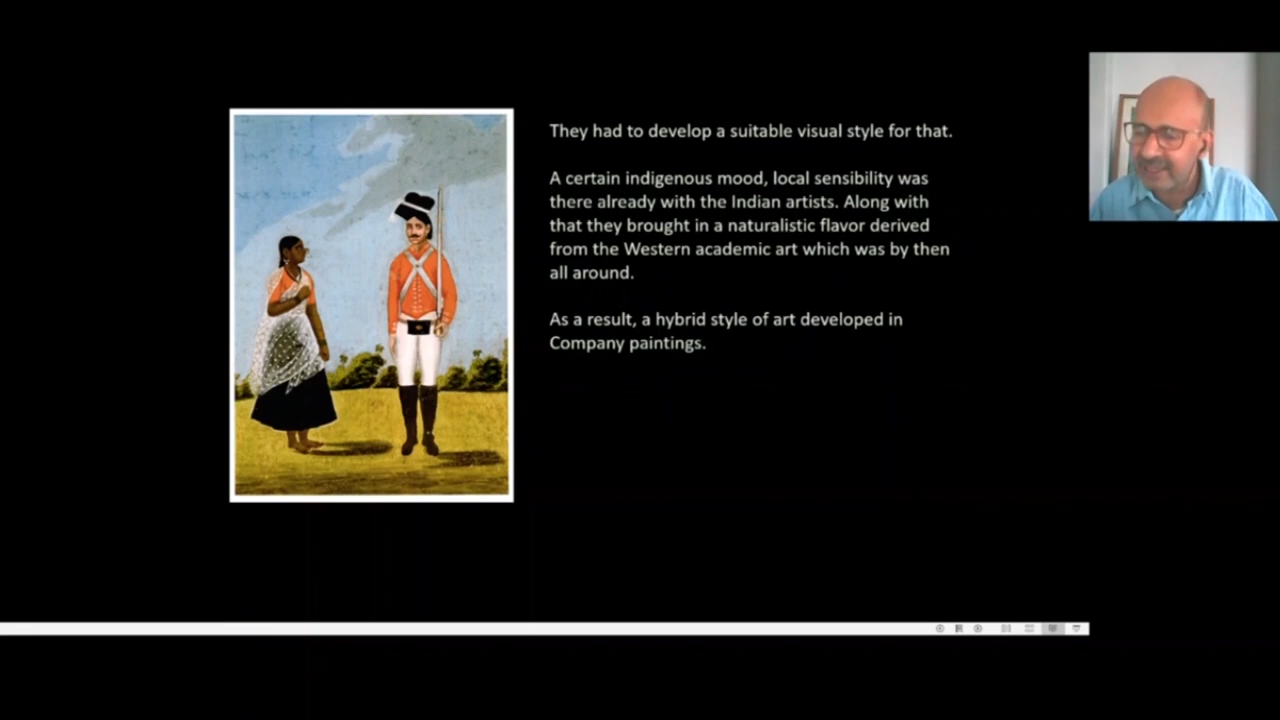 They had to develop a suitable visual style for that.
A certain indigenous mood, local sensibility was
there already with the Indian artists. Along with
that they brought in a naturalistic flavor derived
from the Western academic art which was by then
all around.
As a result, a hybrid style of art developed in
Company paintings.